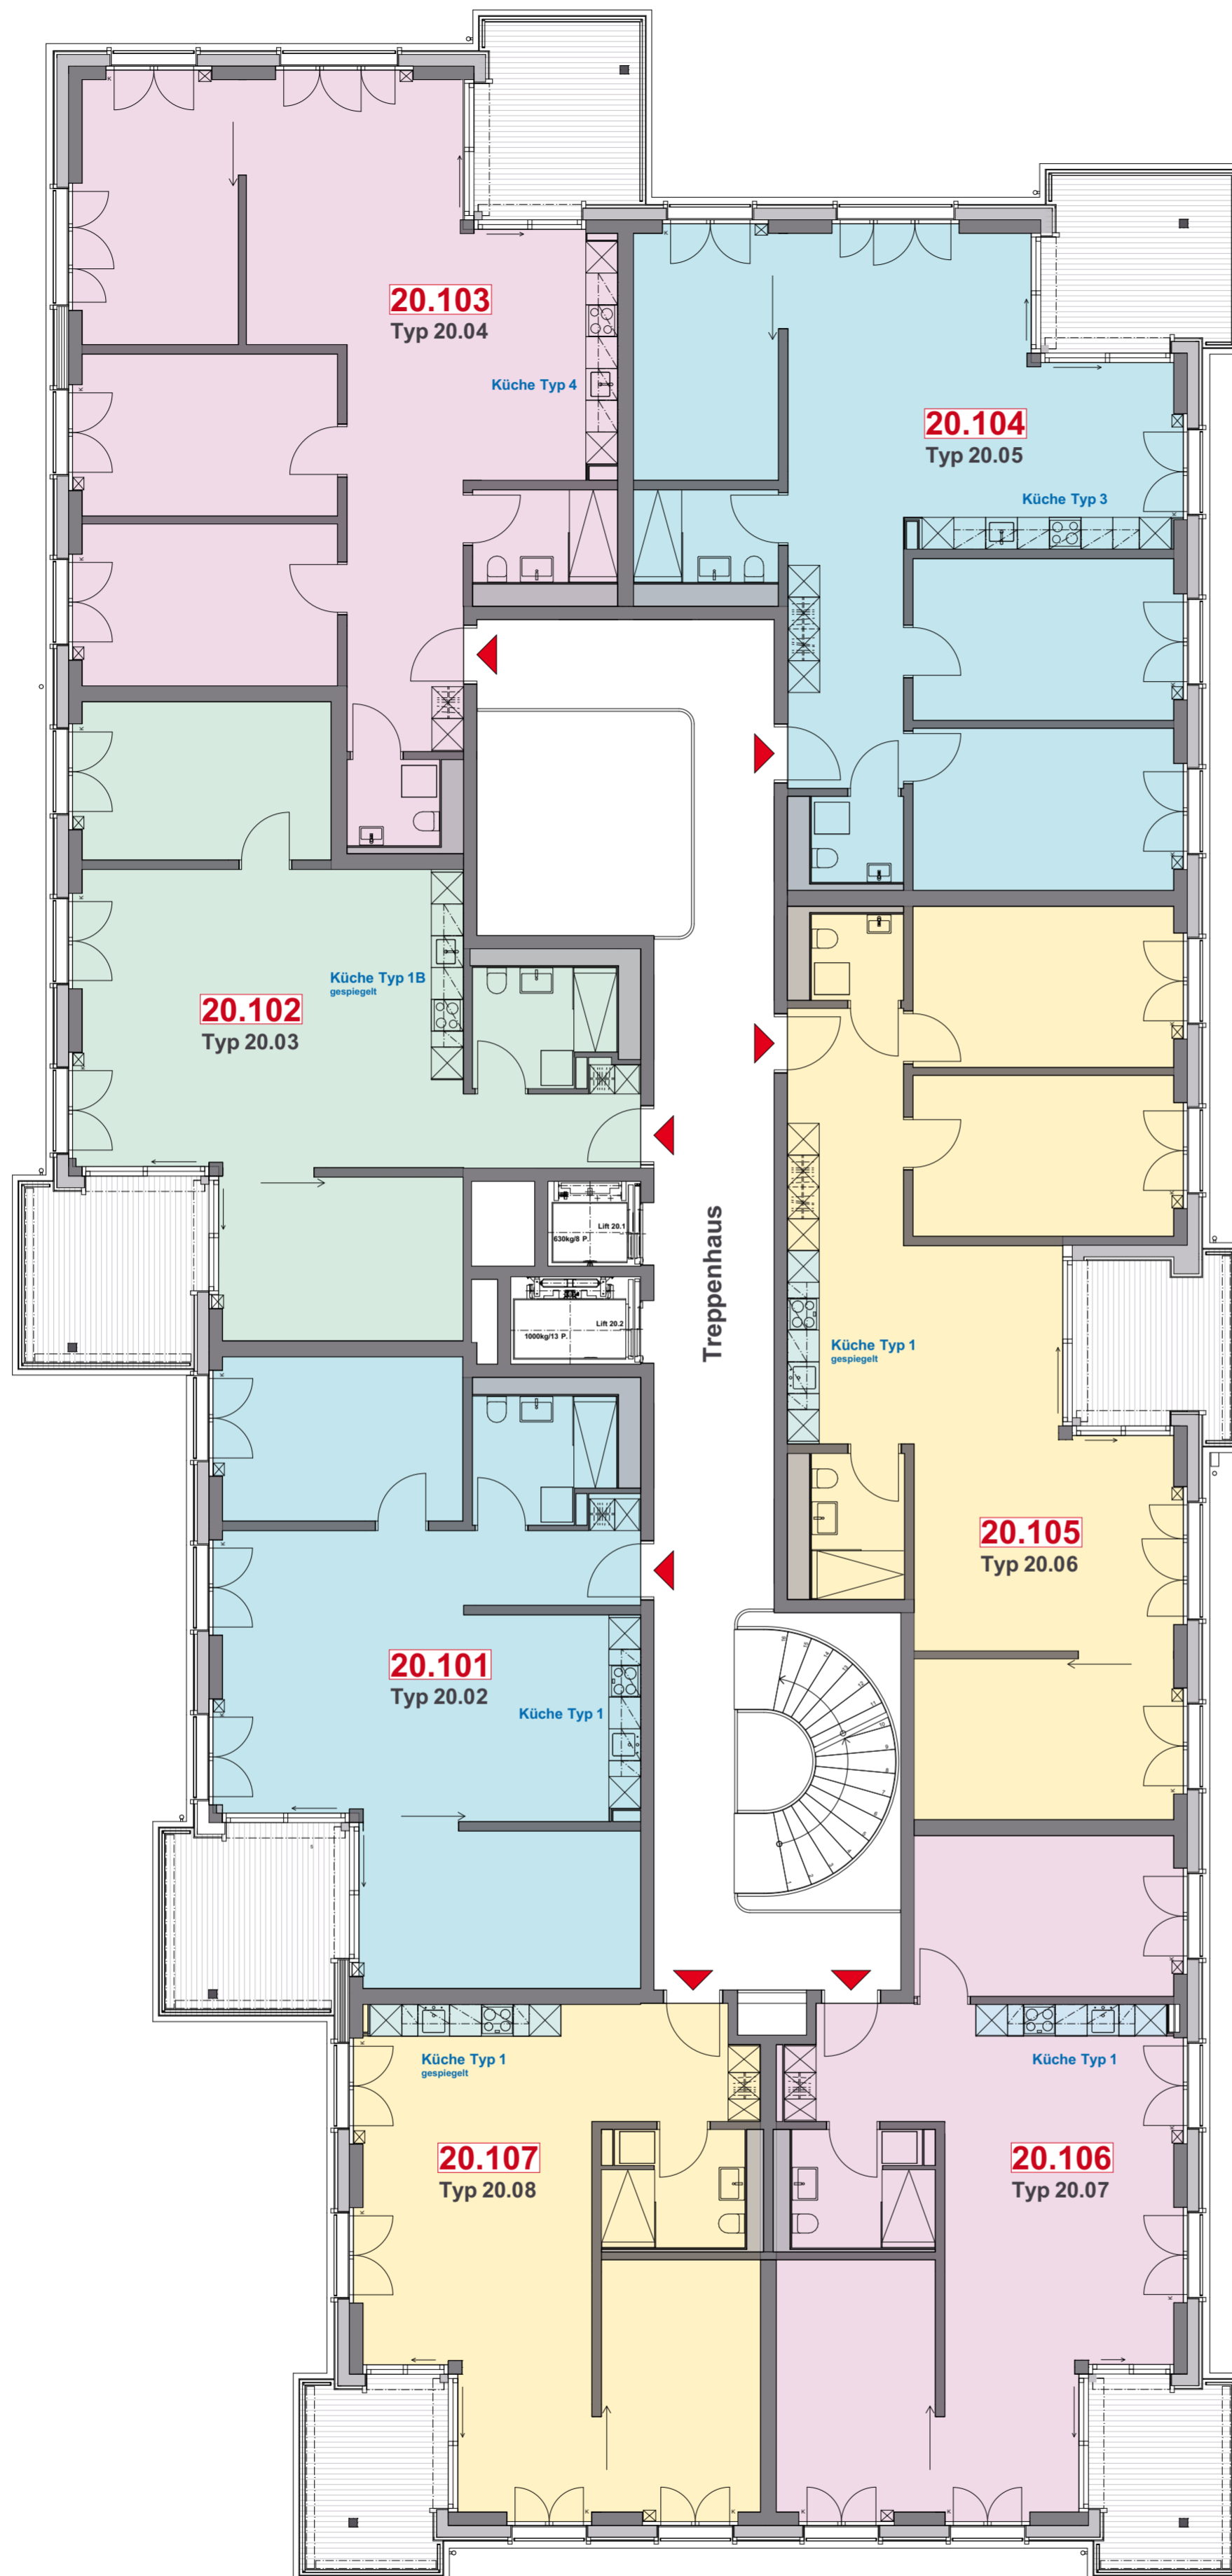 20.103
Typ 20.04
Küche Typ 4
20.104
Typ 20.05
Küche Typ 3
20.102
Typ 20.03
Küche Typ 1B
gespiegelt
Lift 20.1
630kg/8 P.
Lift 20.2
1000kg/13 P.
Treppenhaus
Küche Typ 1
gespiegelt
20.105
Typ 20.06
20.101
Typ 20.02
Küche Typ 1
Küche Typ 1
gespiegelt
Küche Typ 1
20.107
Typ 20.08
20.106
Typ 20.07